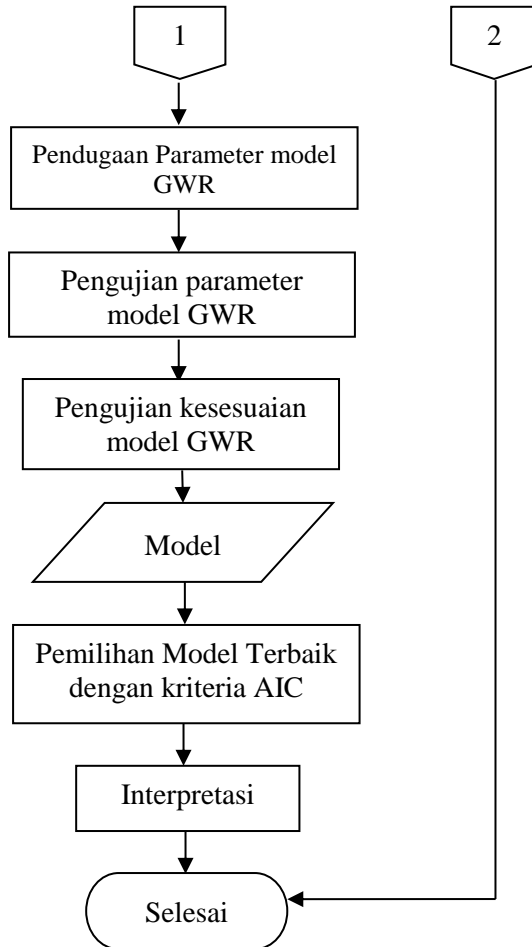 1
2
Pendugaan Parameter model
GWR
Pengujian parameter
model GWR
Pengujian kesesuaian
model GWR
Model
Pemilihan Model Terbaik
dengan kriteria AIC
Interpretasi
Selesai